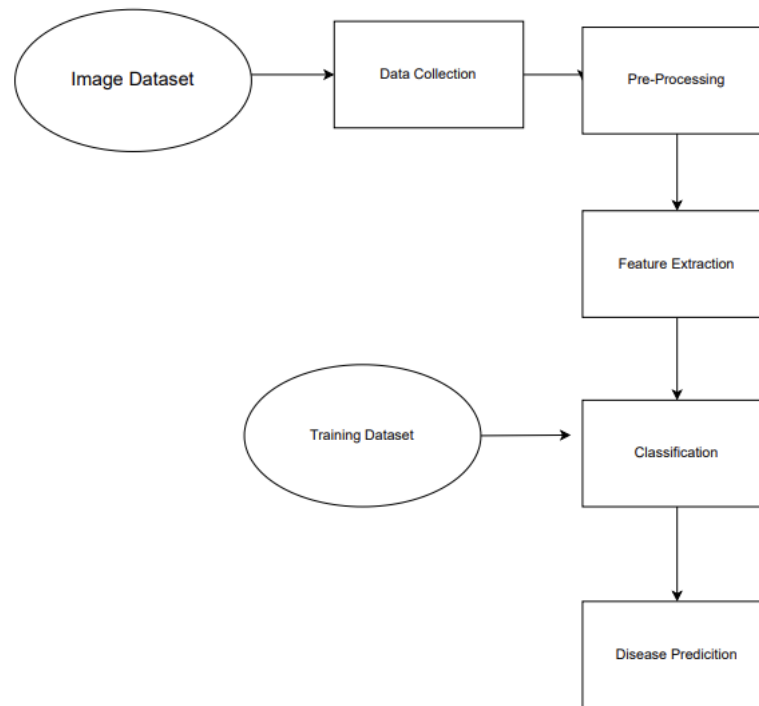 Image Dataset
Data Collection
Pre-Processing
Feature Extraction
Training Dataset
Classification
Disease Predicition